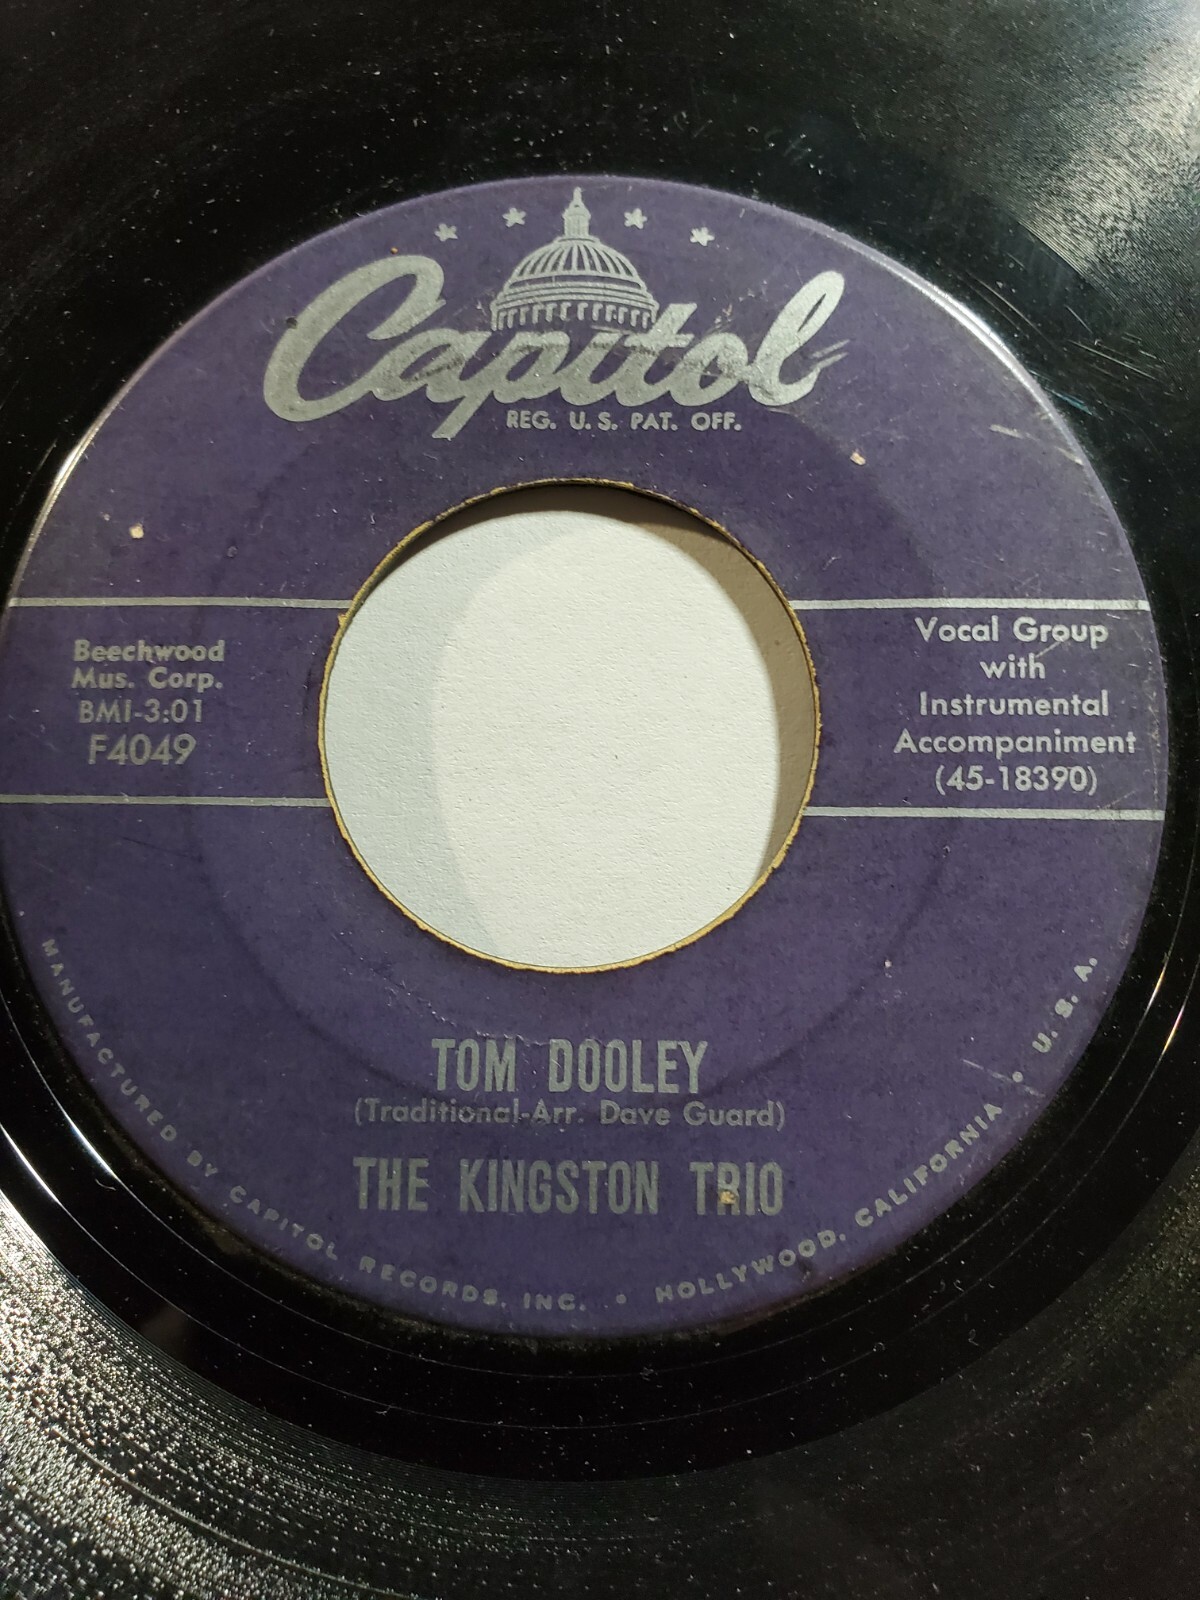 Capitol
REG. U.S. PAT. OFF.
Beechwood
Mus. Corp.
BMI-3:01
F4049
Vocal Group
with
Instrumental
Accompaniment
(45-18390)
TOM DOOLEY
(Traditional-Arr. Dave Guard)
THE KINGSTON TRIO
MANUFACTURED BY CAPITOL RECORDS, INC. • HOLLYWOOD, CALIFORNIA • U. S. A.